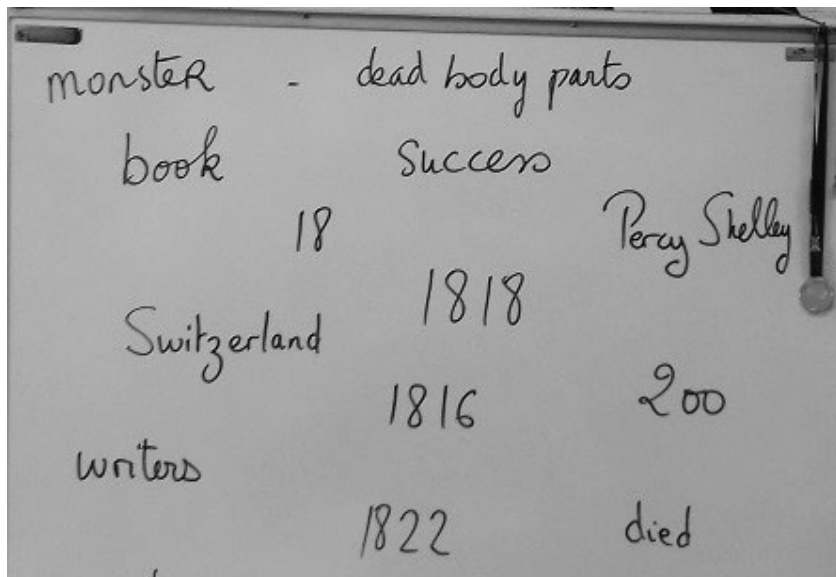 monster - dead body parts
book success
18 Percy Shelley
1818
Switzerland
1816 200
writers
1822 died